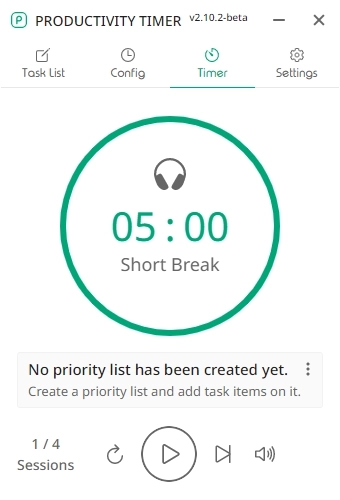 PRODUCTIVITY TIMER v2.10.2-beta
Task List Config Timer Settings
05 : 00
Short Break
No priority list has been created yet.
Create a priority list and add task items on it.
1 / 4
Sessions